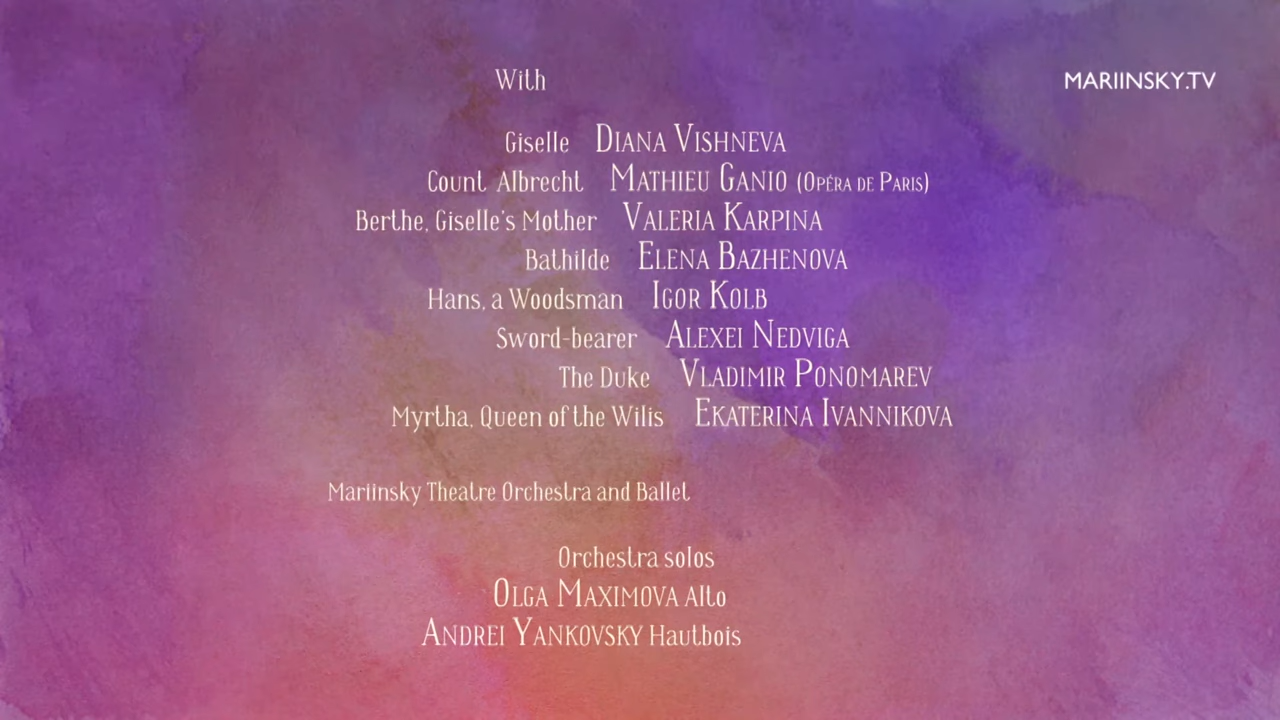 With
MARIINSKY.TV
Giselle DIANA VISHNEVA
Count Albrecht MATHIEU GANIO (OPÉRA DE PARIS)
Berthe, Giselle's Mother VALERIA KARPINA
Bathilde ELENA BAZHENOVA
Hans, a Woodsman IGOR KOLB
Sword-bearer ALEXEI NEDVIGA
The Duke VLADIMIR PONOMAREV
Myrtha, Queen of the Wilis EKATERINA IVANNIKOVA
Mariinsky Theatre Orchestra and Ballet
Orchestra solos
OLGA MAXIMOVA Alto
ANDREI YANKOVSKY Hautbois